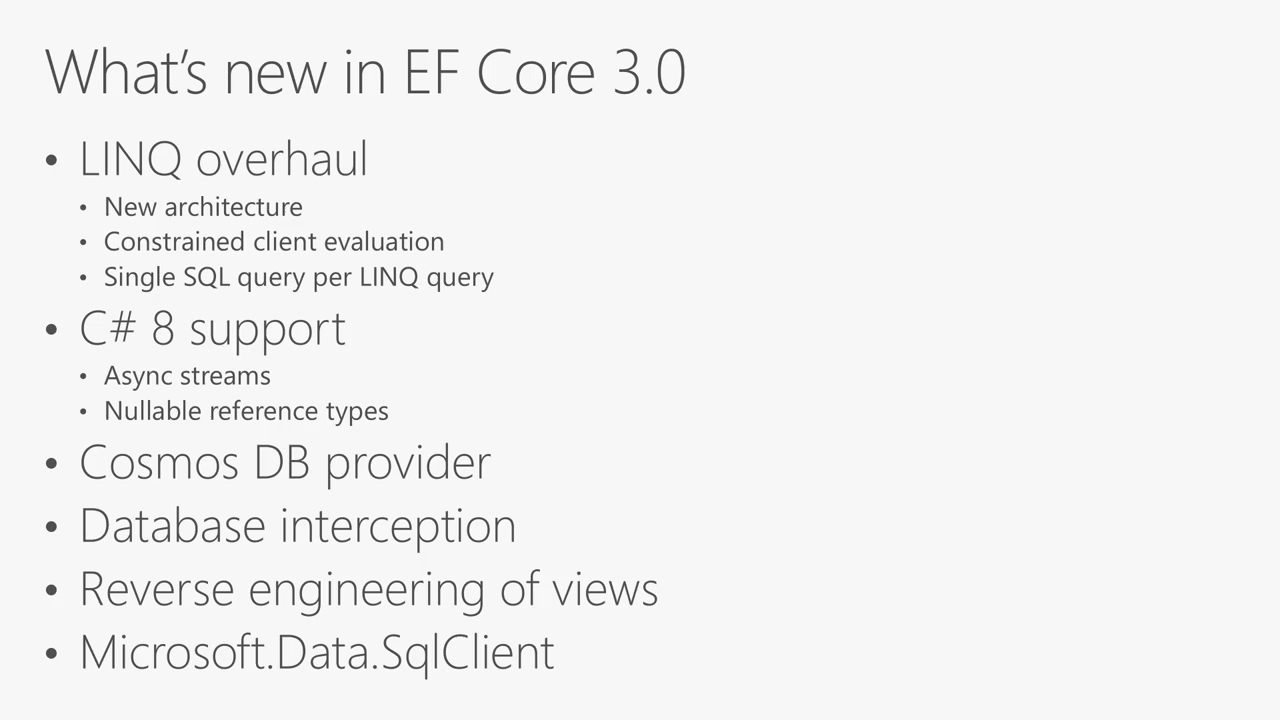 What's new in EF Core 3.0
• LINQ overhaul
• New architecture
• Constrained client evaluation
• Single SQL query per LINQ query
• C# 8 support
• Async streams
• Nullable reference types
• Cosmos DB provider
• Database interception
• Reverse engineering of views
• Microsoft.Data.SqlClient